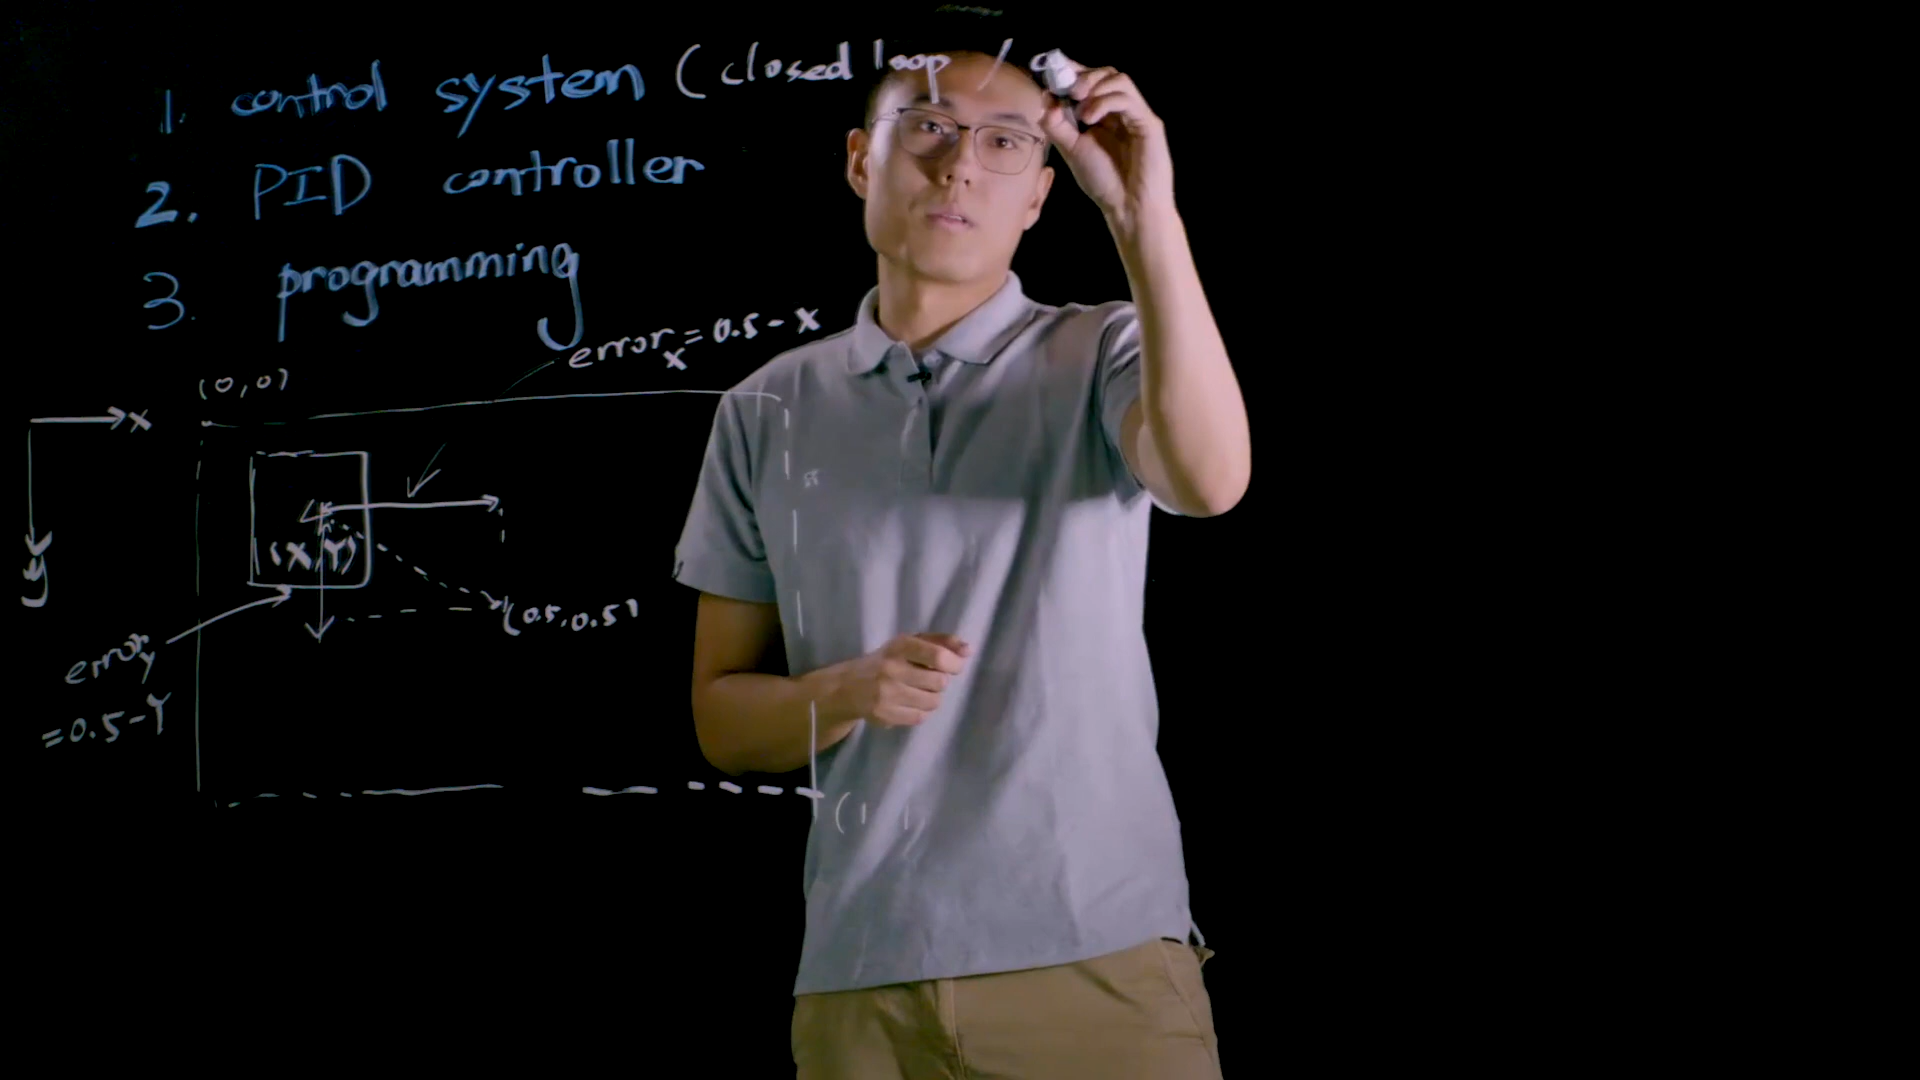 1. control system (closed loop /
2. PID controller
3. programming
error x = 0.5 - X
(0,0)
x
y
(X,Y)
(0.5,0.5)
error y
= 0.5 - Y
(1